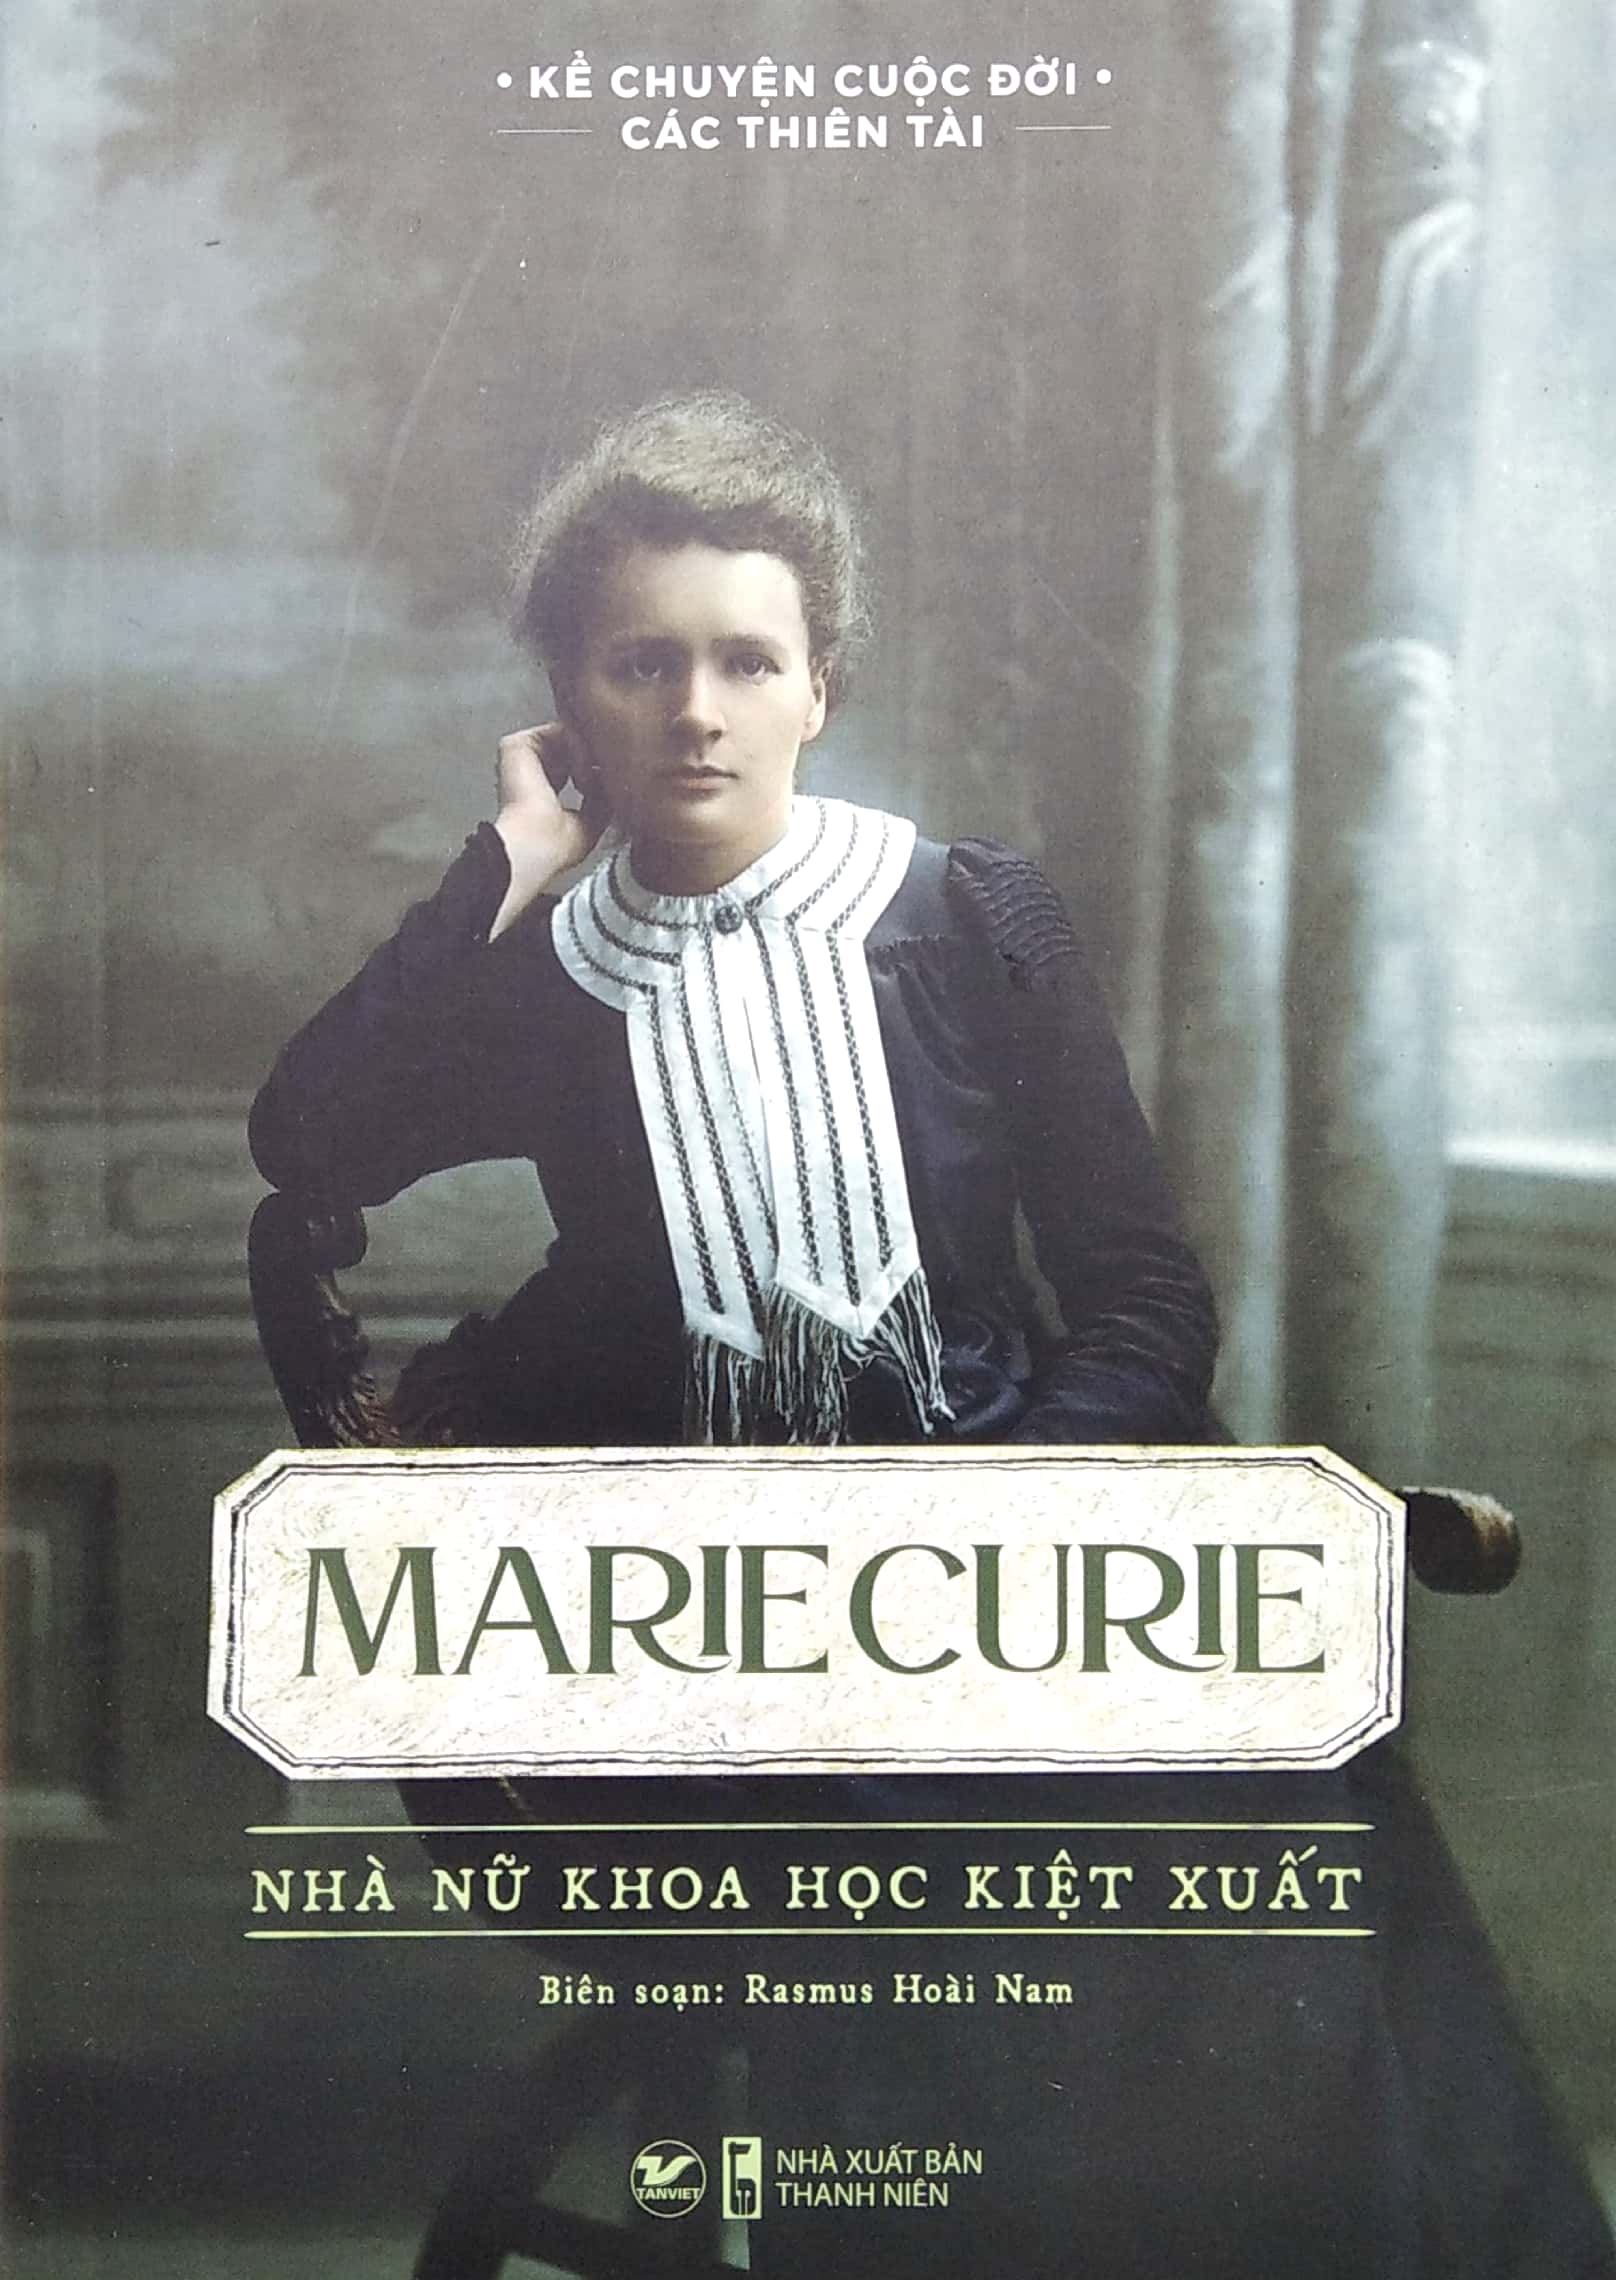 • KỂ CHUYỆN CUỘC ĐỜI •
CÁC THIÊN TÀI
MARIE CURIE
NHÀ NỮ KHOA HỌC KIỆT XUẤT
Biên soạn: Rasmus Hoài Nam
TANVIET
NHÀ XUẤT BẢN
THANH NIÊN